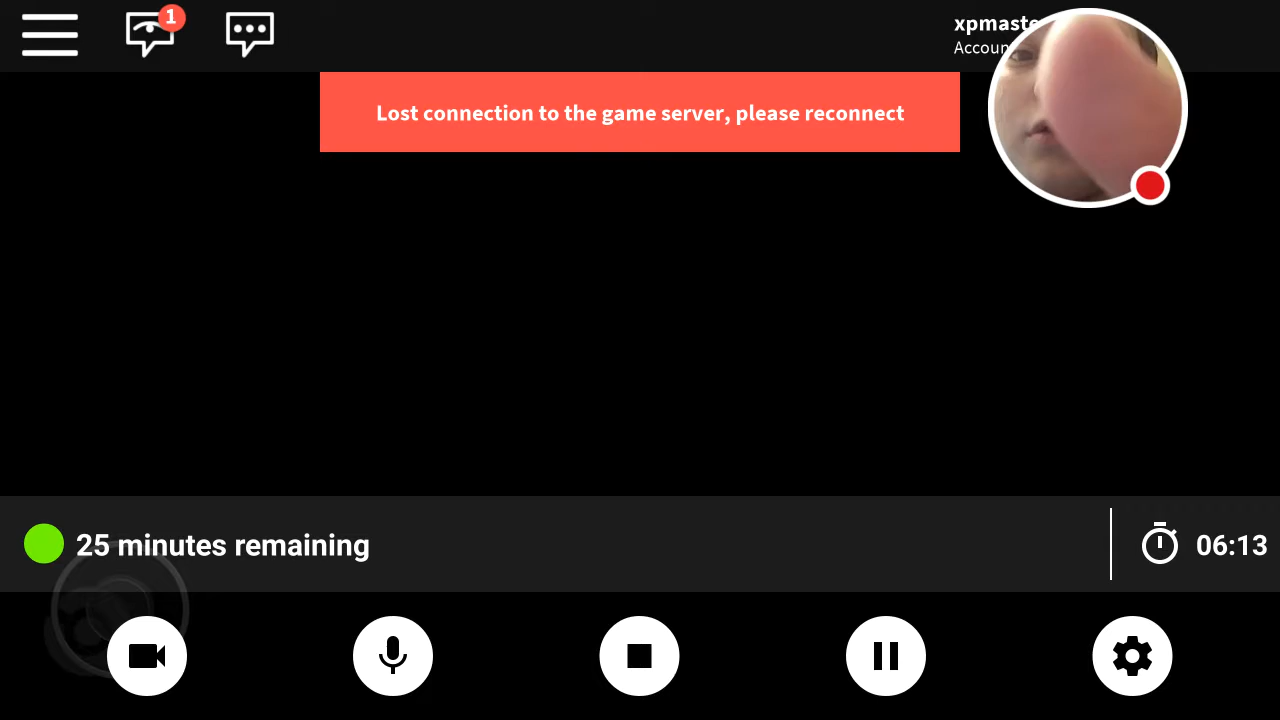 1
xpmaste
Accoun
Lost connection to the game server, please reconnect
25 minutes remaining
06:13